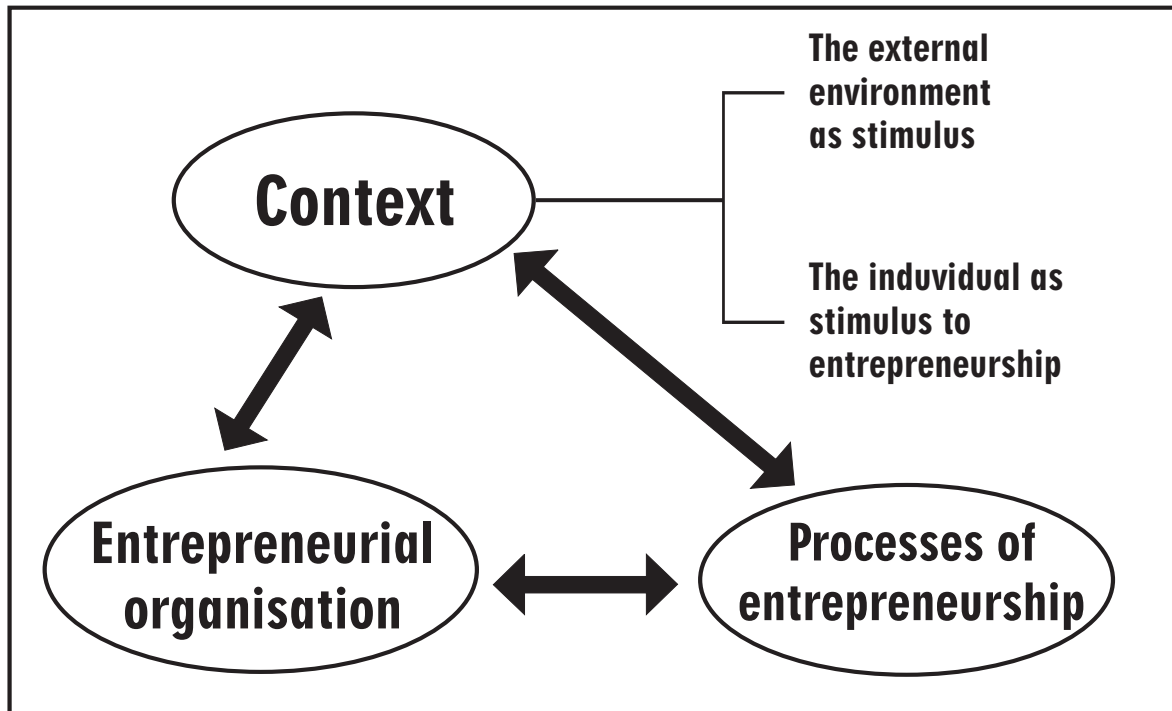 The external
environment
as stimulus
Context
The induvidual as
stimulus to
entrepreneurship
Entrepreneurial
organisation
Processes of
entrepreneurship